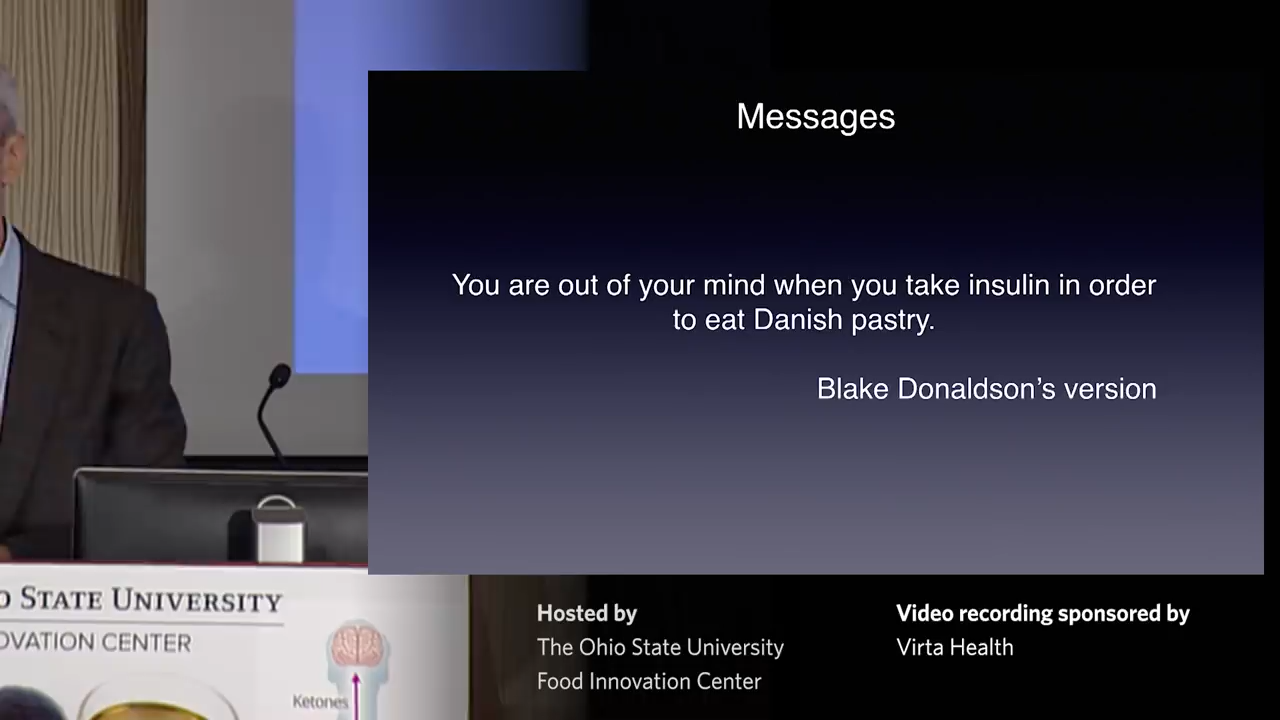 Messages
You are out of your mind when you take insulin in order
to eat Danish pastry.
Blake Donaldson's version
STATE UNIVERSITY
CENTER
Ketones
Hosted by
The Ohio State University
Food Innovation Center
Video recording sponsored by
Virta Health